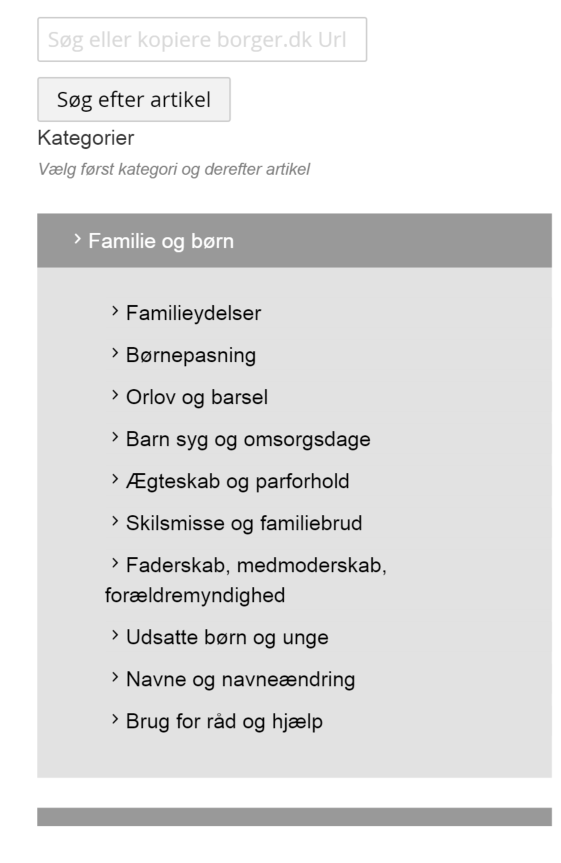 Søg eller kopiere borger.dk Url
Søg efter artikel
Kategorier
Vælg først kategori og derefter artikel
Familie og børn
Familieydelser
Børnepasning
Orlov og barsel
Barn syg og omsorgsdage
Ægteskab og parforhold
Skilsmisse og familiebrud
Faderskab, medmoderskab,
forældremyndighed
Udsatte børn og unge
Navne og navneændring
Brug for råd og hjælp